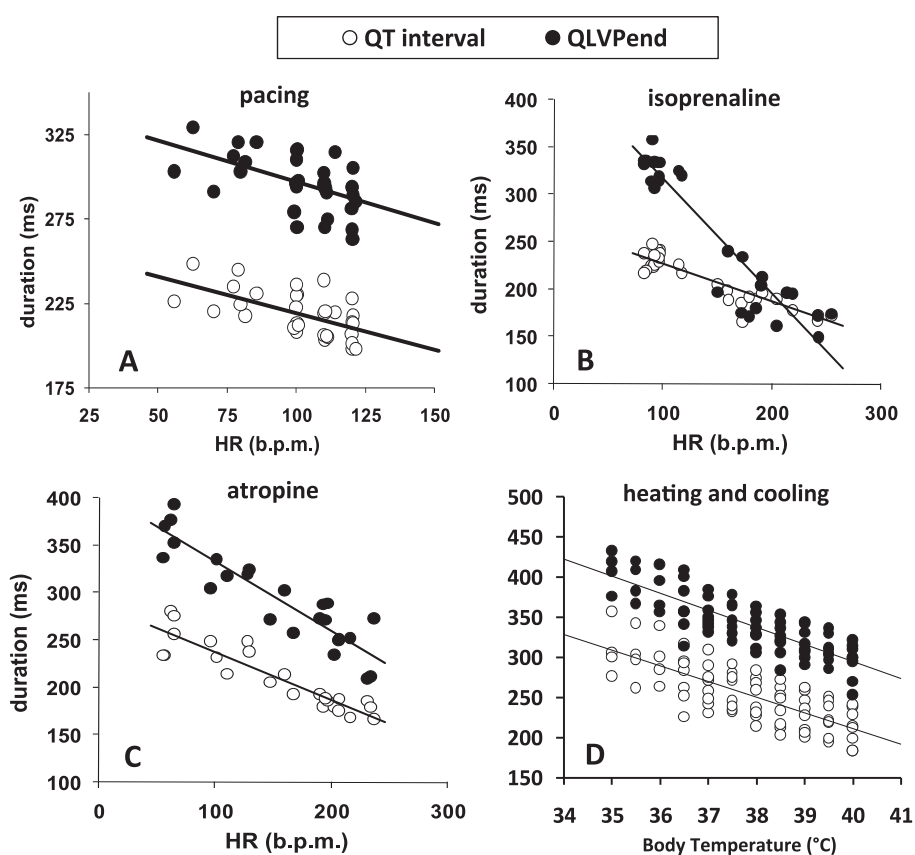 QT interval QLVPend
pacing
duration (ms)
325
275
225
175
A
25 50 75 100 125 150
HR (b.p.m.)
isoprenaline
duration (ms)
400
350
300
250
200
150
100
B
0 100 200 300
HR (b.p.m.)
atropine
duration (ms)
400
350
300
250
200
150
100
C
0 100 200 300
HR (b.p.m.)
heating and cooling
500
450
400
350
300
250
200
150
D
34 35 36 37 38 39 40 41
Body Temperature (°C)